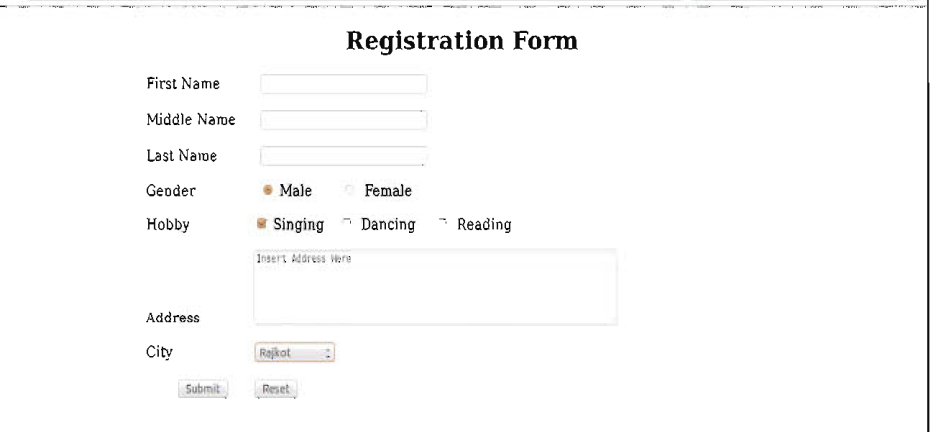 Registration Form
First Name
Middle Name
Last Name
Gender Male Female
Hobby Singing Dancing Reading
Insert Address Here
Address
City Rajkot
Submit Reset